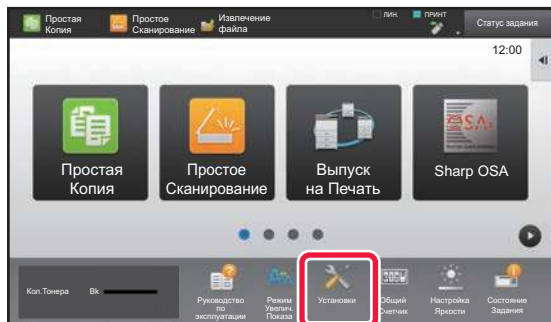 Простая
Копия
Простое
Сканирование
Извлечение
файла
ЛИН.
ПРИНТ
Статус задания
12:00
Простая
Копия
Простое
Сканирование
Выпуск
на Печать
Sharp OSA
Кол.Тонера
Bk
Руководство
по
эксплуатации
Режим
Увелич.
Показа
Установки
Общий
Счетчик
Настройка
Яркости
Состояние
Задания